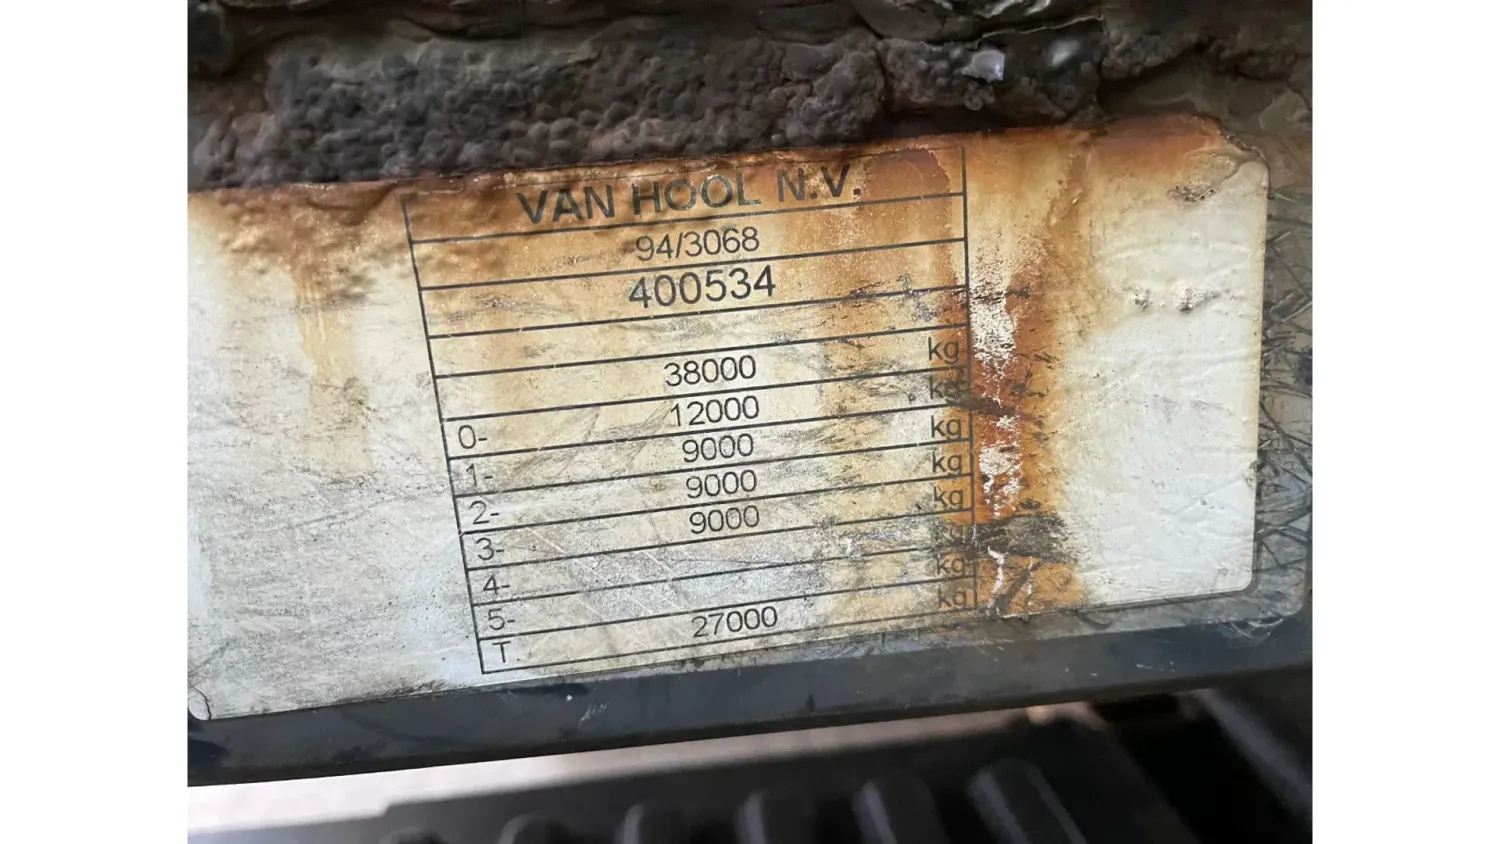 VAN HOOL N.V.
94/3068
400534
38000 kg
0- 12000 kg
1- 9000 kg
2- 9000 kg
3- 9000 kg
4- kg
5- kg
T. 27000 kg